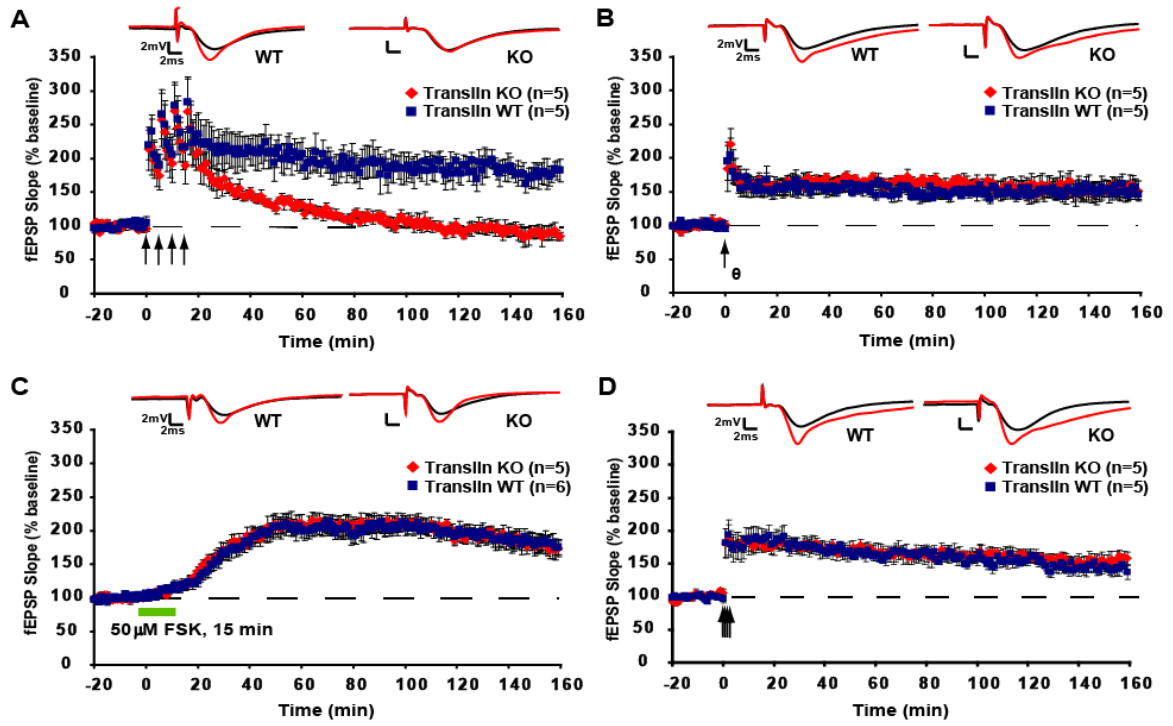 A
2mV
2ms
WT
KO
350
300
250
200
150
100
50
0
fEPSP Slope (% baseline)
Translin KO (n=5)
Translin WT (n=5)
-20 0 20 40 60 80 100 120 140 160
Time (min)
B
2mV
2ms
WT
KO
350
300
250
200
150
100
50
0
fEPSP Slope (% baseline)
Translin KO (n=5)
Translin WT (n=5)
θ
-20 0 20 40 60 80 100 120 140 160
Time (min)
C
2mV
2ms
WT
KO
350
300
250
200
150
100
50
0
fEPSP Slope (% baseline)
Translin KO (n=5)
Translin WT (n=6)
50 μM FSK, 15 min
-20 0 20 40 60 80 100 120 140 160
Time (min)
D
2mV
2ms
WT
KO
350
300
250
200
150
100
50
0
fEPSP Slope (% baseline)
Translin KO (n=5)
Translin WT (n=5)
-20 0 20 40 60 80 100 120 140 160
Time (min)